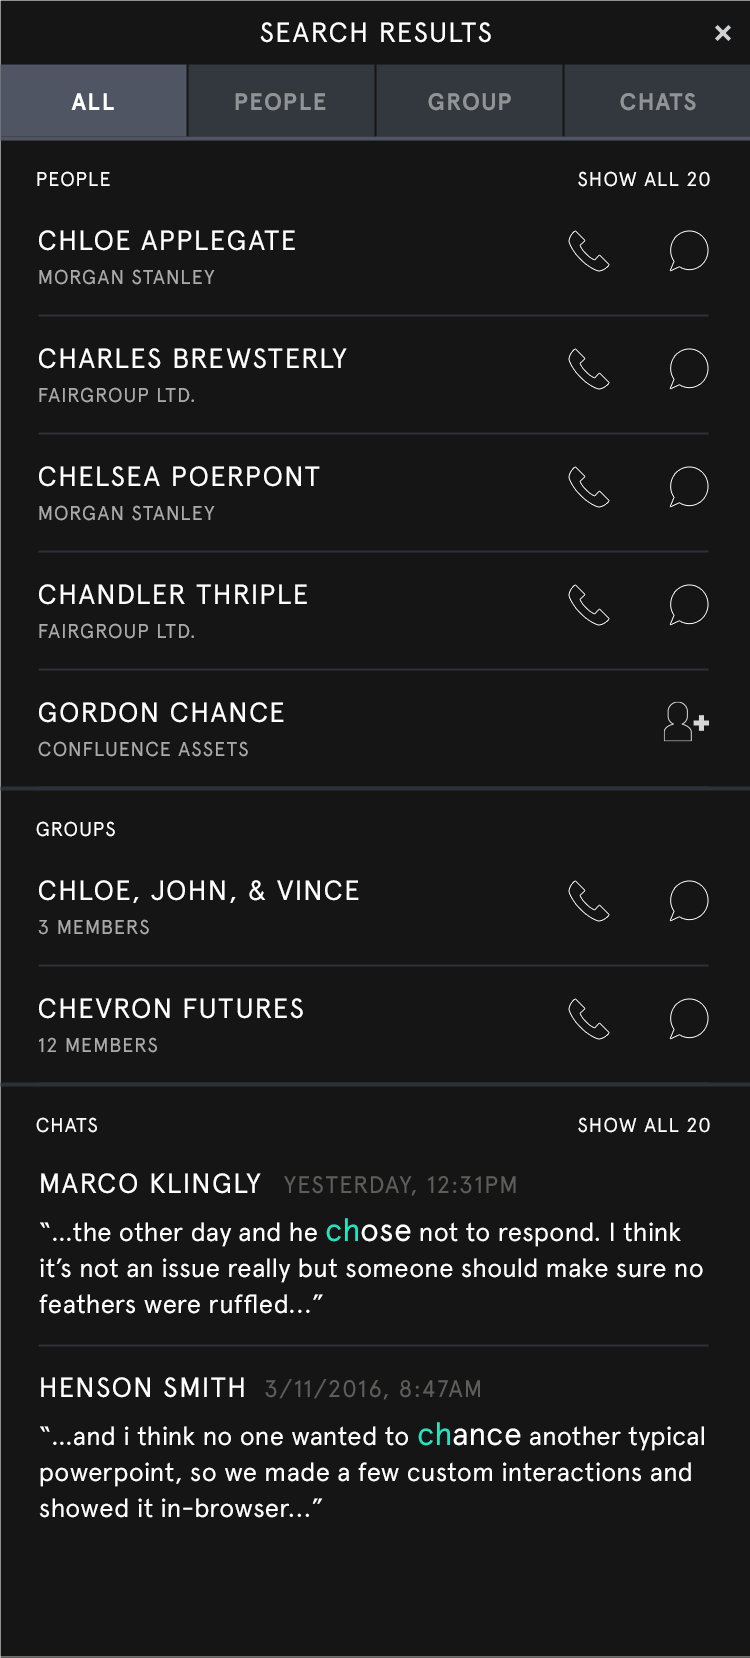 SEARCH RESULTS ×
ALL PEOPLE GROUP CHATS
PEOPLE SHOW ALL 20
CHLOE APPLEGATE
MORGAN STANLEY
CHARLES BREWSTERLY
FAIRGROUP LTD.
CHELSEA POERPONT
MORGAN STANLEY
CHANDLER THRIPLE
FAIRGROUP LTD.
GORDON CHANCE
CONFLUENCE ASSETS
GROUPS
CHLOE, JOHN, & VINCE
3 MEMBERS
CHEVRON FUTURES
12 MEMBERS
CHATS SHOW ALL 20
MARCO KLINGLY YESTERDAY, 12:31PM
“...the other day and he chose not to respond. I think
it’s not an issue really but someone should make sure no
feathers were ruffled...”
HENSON SMITH 3/11/2016, 8:47AM
“...and i think no one wanted to chance another typical
powerpoint, so we made a few custom interactions and
showed it in-browser...”